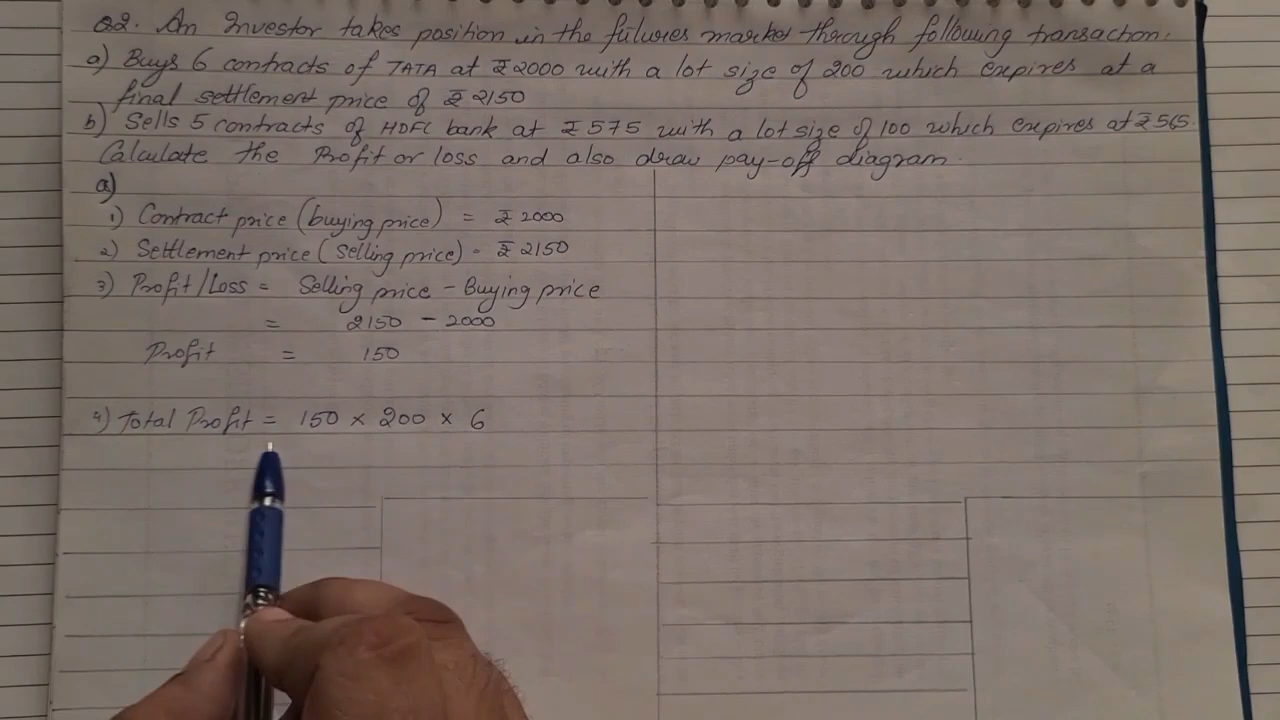 Q2. An Investor takes position in the futures market through following transaction.
a) Buys 6 contracts of TATA at ₹2000 with a lot size of 200 which expires at a
final settlement price of ₹ 2150
b) Sells 5 contracts of HDFC bank at ₹575 with a lot size of 100 which expires at ₹565.
Calculate the Profit or loss and also draw pay-off diagram.
a)
1) Contract price (buying price) = ₹ 2000
2) Settlement price (selling price) = ₹ 2150
3) Profit/Loss = Selling price - Buying price
= 2150 - 2000
Profit = 150
4) Total Profit = 150 × 200 × 6